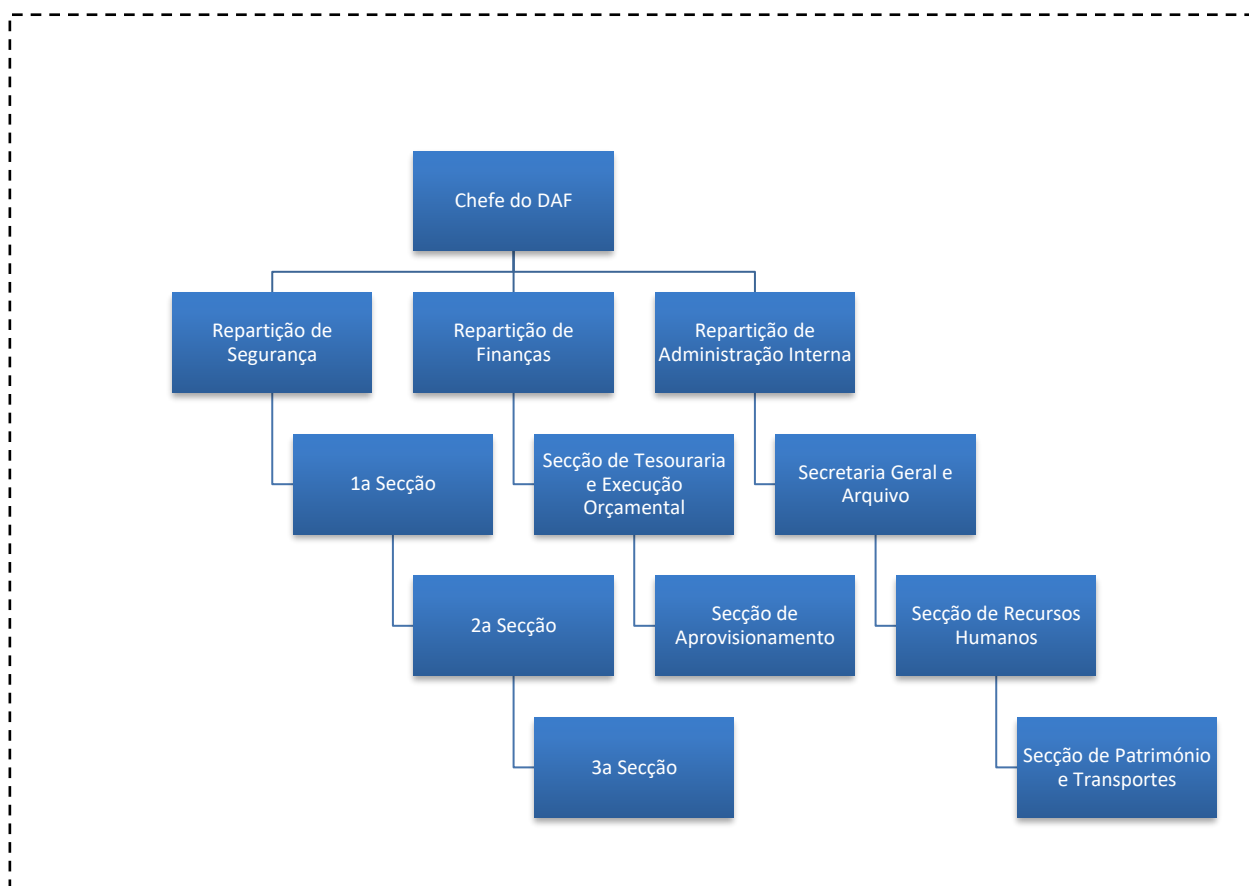 Chefe do DAF
Repartição de
Segurança
Repartição de
Finanças
Repartição de
Administração Interna
1a Secção
Secção de Tesouraria
e Execução
Orçamental
Secretaria Geral e
Arquivo
2a Secção
Secção de
Aprovisionamento
Secção de Recursos
Humanos
3a Secção
Secção de Património
e Transportes